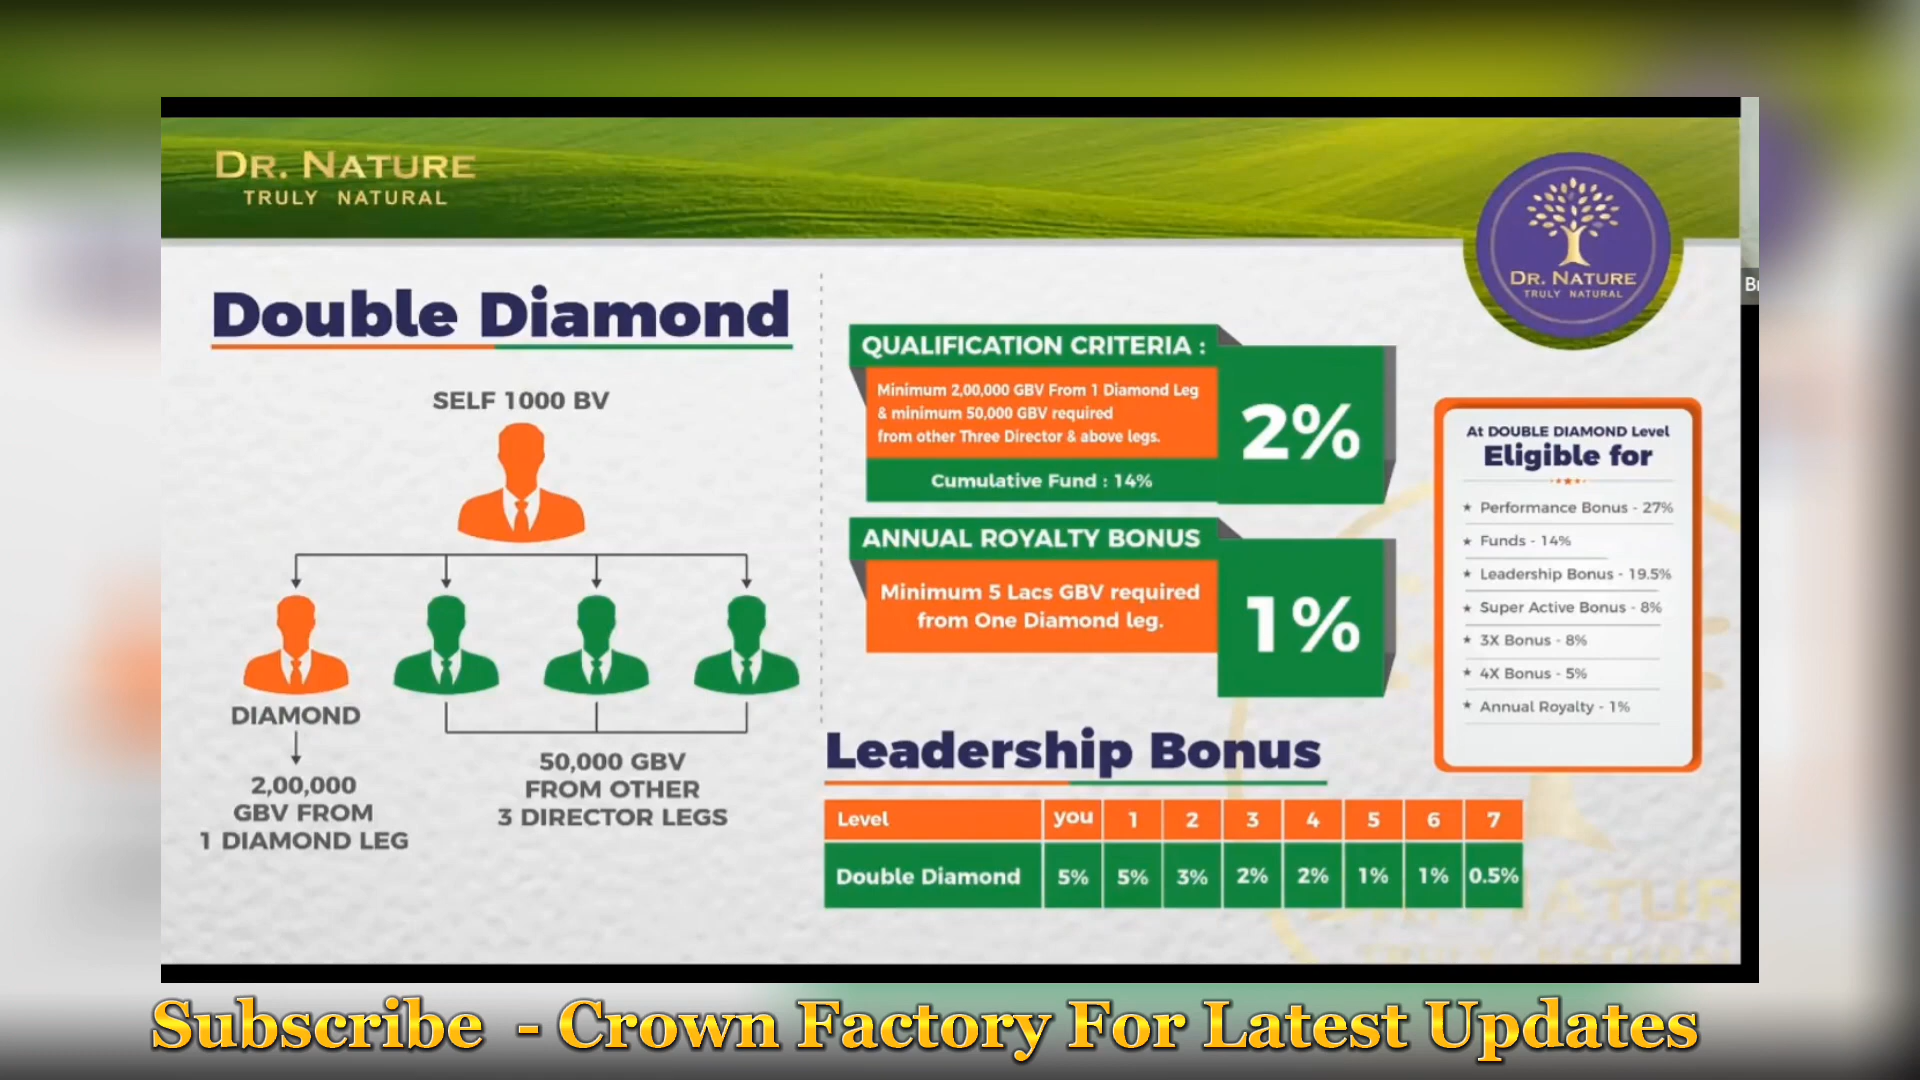 DR. NATURE
TRULY NATURAL
DR. NATURE
TRULY NATURAL
Double Diamond
SELF 1000 BV
DIAMOND
2,00,000
GBV FROM
1 DIAMOND LEG
50,000 GBV
FROM OTHER
3 DIRECTOR LEGS
QUALIFICATION CRITERIA :
Minimum 2,00,000 GBV From 1 Diamond Leg
& minimum 50,000 GBV required
from other Three Director & above legs.
Cumulative Fund : 14%
2%
ANNUAL ROYALTY BONUS
Minimum 5 Lacs GBV required
from One Diamond leg.
1%
At DOUBLE DIAMOND Level
Eligible for
Performance Bonus - 27%
Funds - 14%
Leadership Bonus - 19.5%
Super Active Bonus - 8%
3X Bonus - 8%
4X Bonus - 5%
Annual Royalty - 1%
Leadership Bonus
Level you 1 2 3 4 5 6 7
Double Diamond 5% 5% 3% 2% 2% 1% 1% 0.5%
Subscribe - Crown Factory For Latest Updates